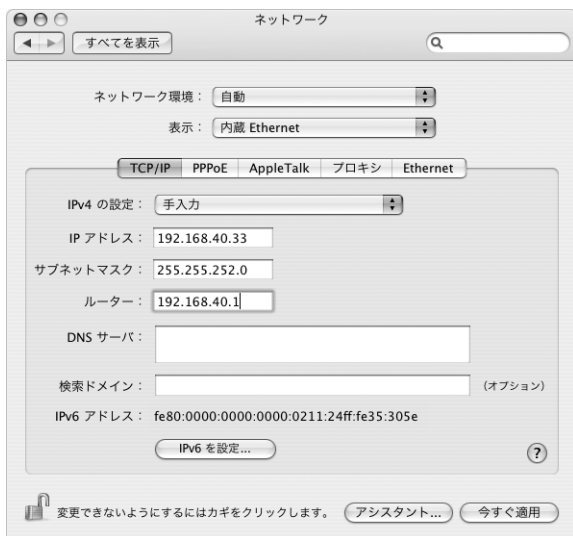 ネットワーク
すべてを表示
ネットワーク環境： 自動
表示： 内蔵 Ethernet
TCP/IP PPPoE AppleTalk プロキシ Ethernet
IPv4 の設定： 手入力
IP アドレス： 192.168.40.33
サブネットマスク： 255.255.252.0
ルーター： 192.168.40.1
DNS サーバ：
検索ドメイン： （オプション）
IPv6 アドレス： fe80:0000:0000:0000:0211:24ff:fe35:305e
IPv6 を設定...
?
変更できないようにするにはカギをクリックします。 アシスタント... 今すぐ適用